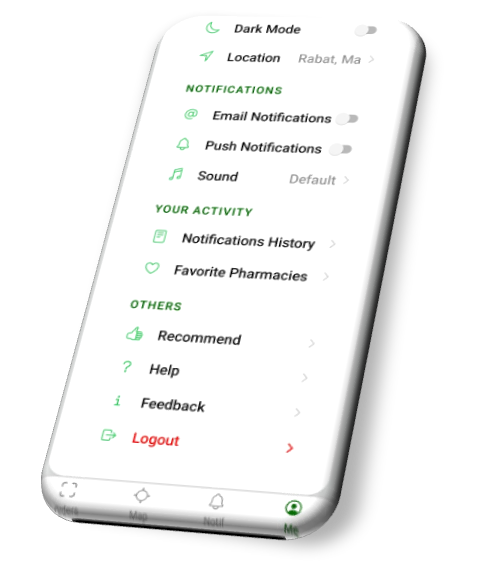 Dark Mode
Location Rabat, Ma
NOTIFICATIONS
Email Notifications
Push Notifications
Sound Default
YOUR ACTIVITY
Notifications History
Favorite Pharmacies
OTHERS
Recommend
Help
Feedback
Logout
Map Notif Me